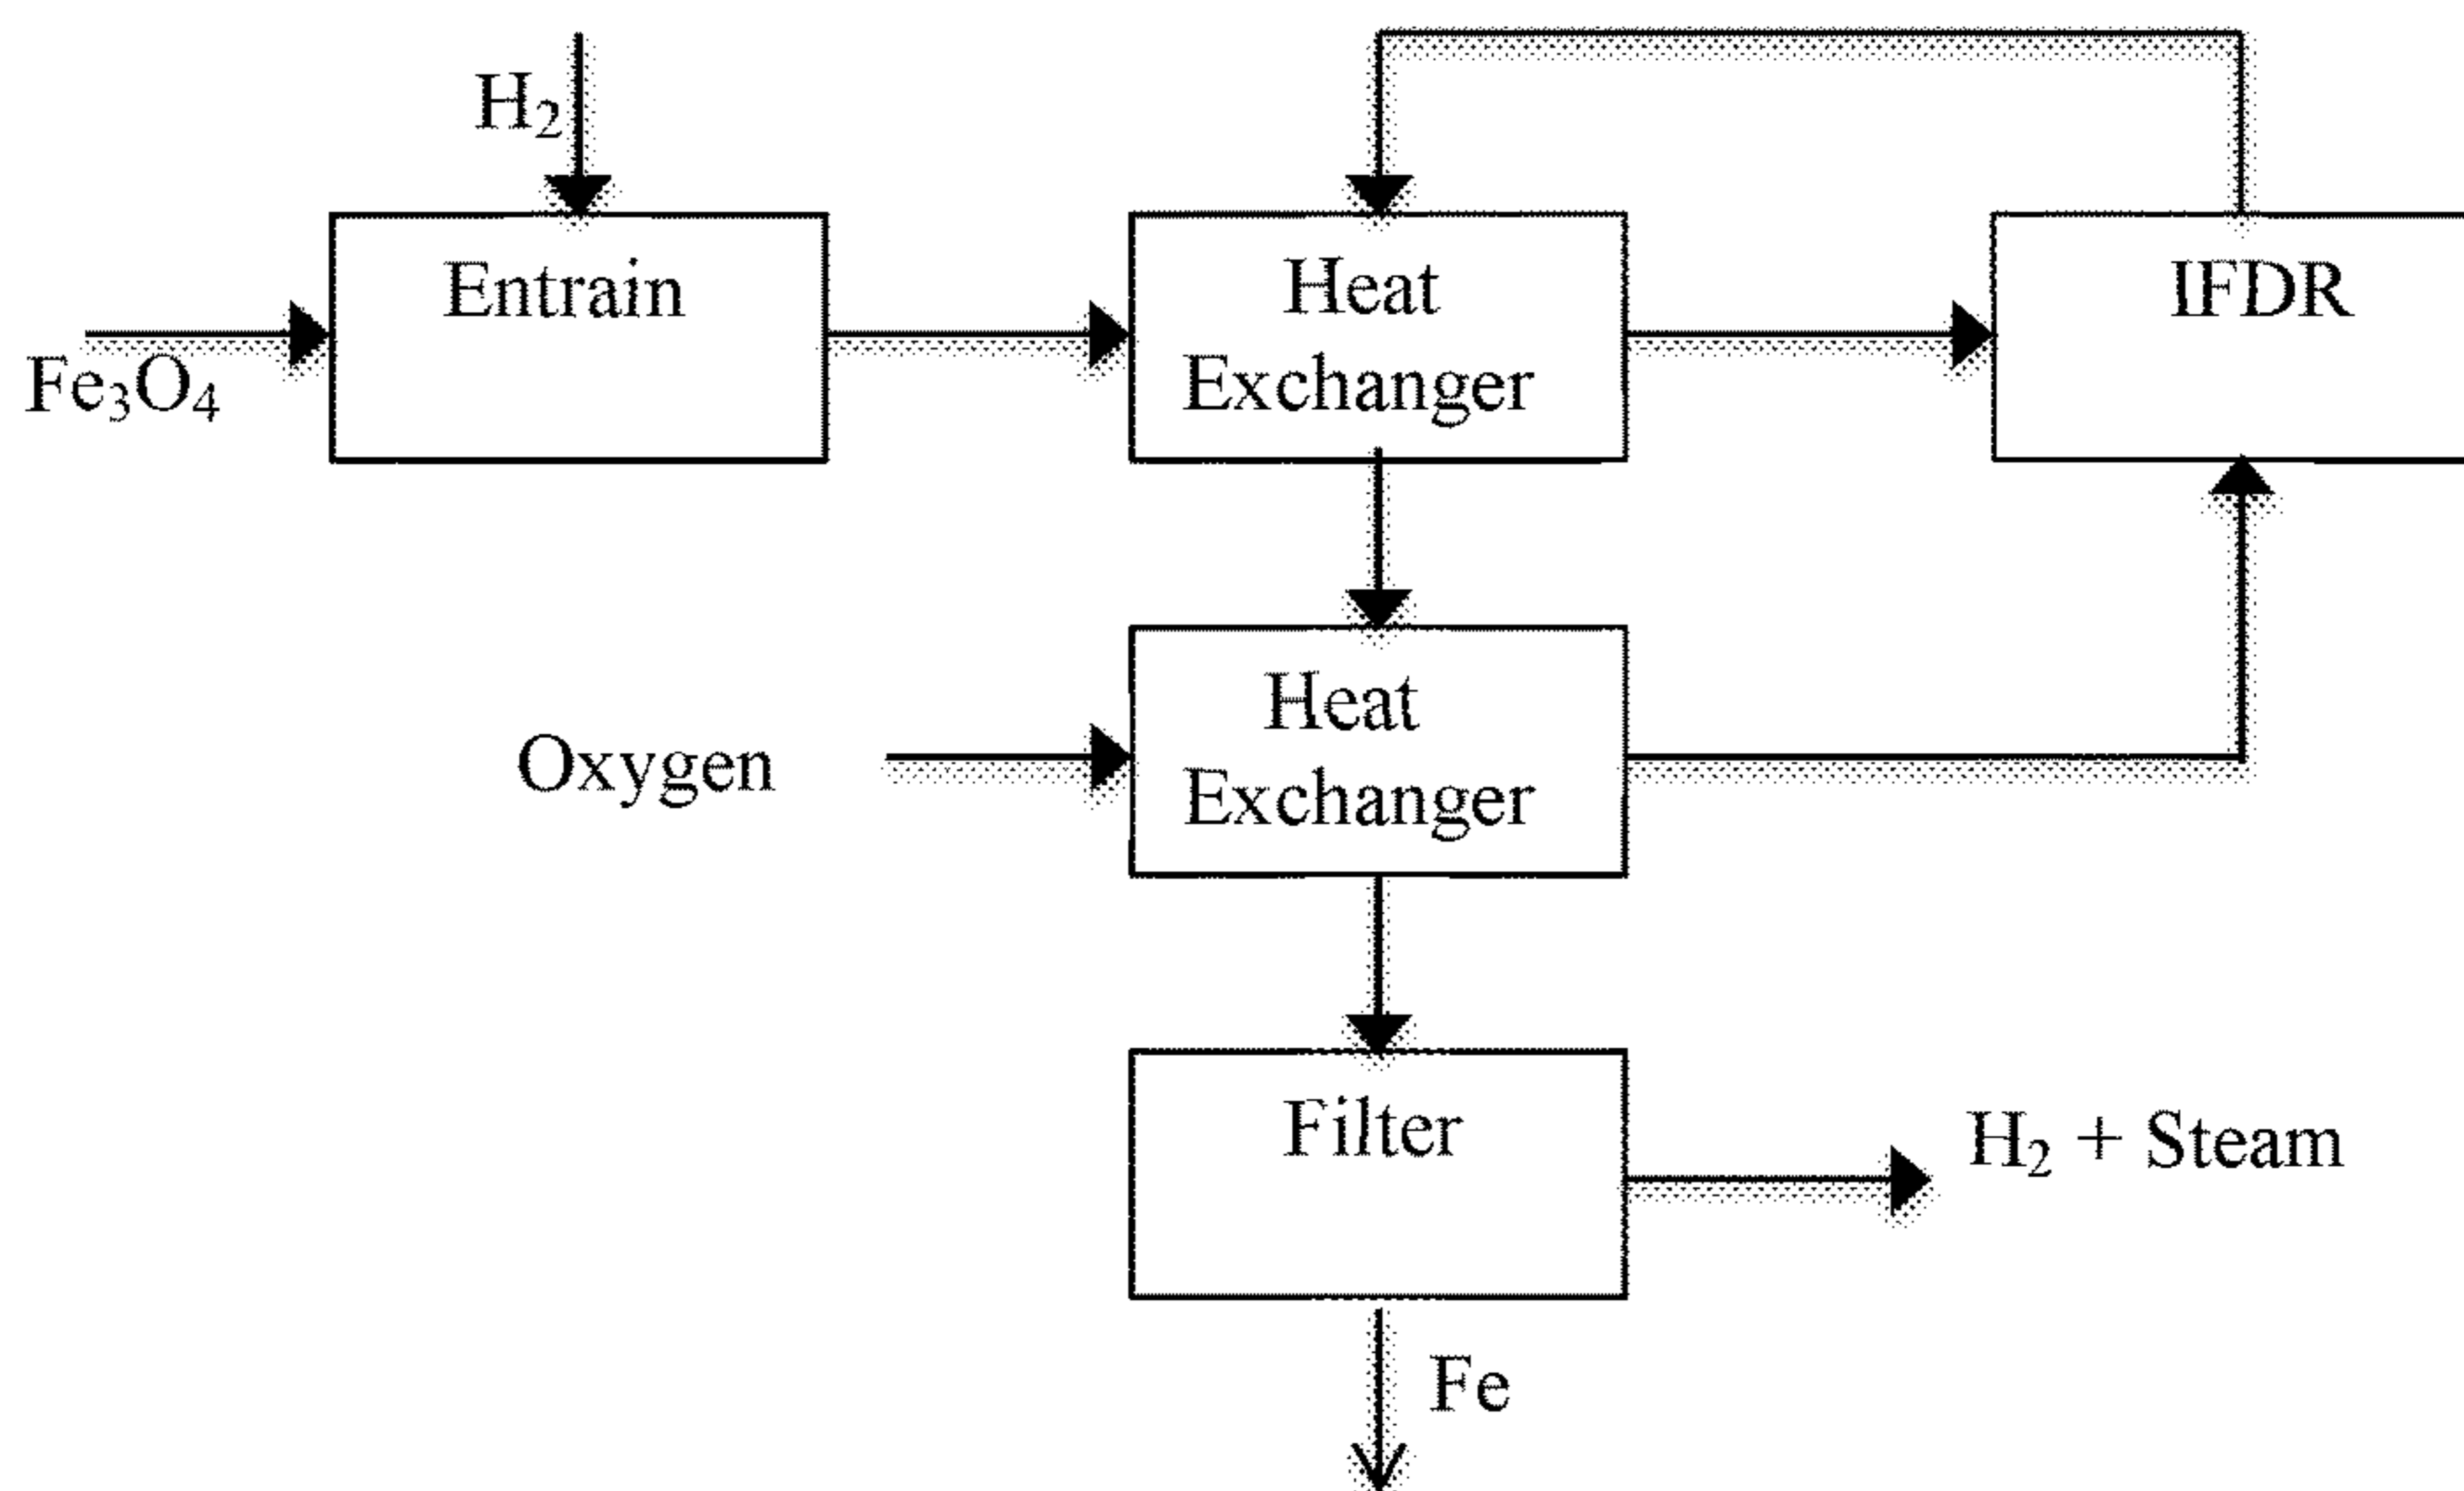 H₂
Entrain
Heat
Exchanger
IFDR
Fe₃O₄
Oxygen
Heat
Exchanger
Filter
H₂ + Steam
Fe